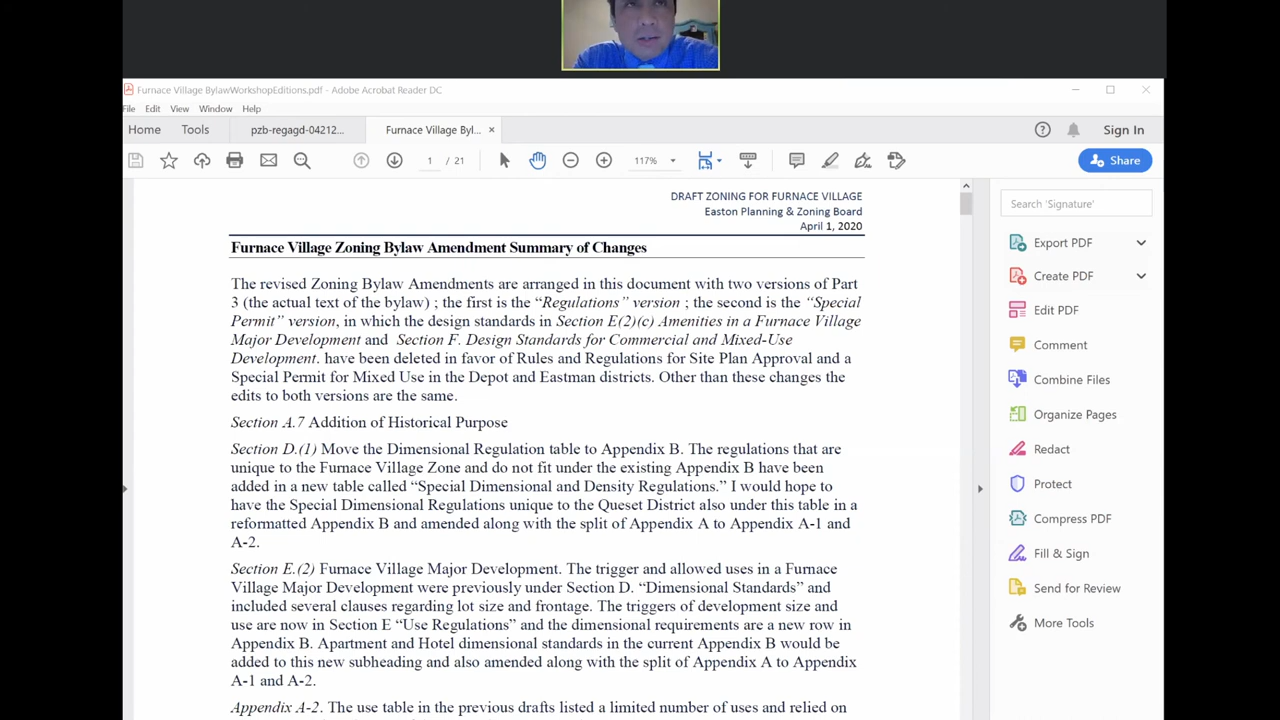 Furnace Village BylawWorkshopEditions.pdf - Adobe Acrobat Reader DC
File Edit View Window Help
Home Tools pzb-regagd-04212... Furnace Village Byl... ×
Sign In
1 / 21
117%
Share
DRAFT ZONING FOR FURNACE VILLAGE
Easton Planning & Zoning Board
April 1, 2020
Furnace Village Zoning Bylaw Amendment Summary of Changes
The revised Zoning Bylaw Amendments are arranged in this document with two versions of Part
3 (the actual text of the bylaw) ; the first is the “Regulations” version ; the second is the “Special
Permit” version, in which the design standards in Section E(2)(c) Amenities in a Furnace Village
Major Development and Section F. Design Standards for Commercial and Mixed-Use
Development. have been deleted in favor of Rules and Regulations for Site Plan Approval and a
Special Permit for Mixed Use in the Depot and Eastman districts. Other than these changes the
edits to both versions are the same.
Section A.7 Addition of Historical Purpose
Section D.(1) Move the Dimensional Regulation table to Appendix B. The regulations that are
unique to the Furnace Village Zone and do not fit under the existing Appendix B have been
added in a new table called “Special Dimensional and Density Regulations.” I would hope to
have the Special Dimensional Regulations unique to the Queset District also under this table in a
reformatted Appendix B and amended along with the split of Appendix A to Appendix A-1 and
A-2.
Section E.(2) Furnace Village Major Development. The trigger and allowed uses in a Furnace
Village Major Development were previously under Section D. “Dimensional Standards” and
included several clauses regarding lot size and frontage. The triggers of development size and
use are now in Section E “Use Regulations” and the dimensional requirements are a new row in
Appendix B. Apartment and Hotel dimensional standards in the current Appendix B would be
added to this new subheading and also amended along with the split of Appendix A to Appendix
A-1 and A-2.
Appendix A-2. The use table in the previous drafts listed a limited number of uses and relied on
Search 'Signature'
Export PDF
Create PDF
Edit PDF
Comment
Combine Files
Organize Pages
Redact
Protect
Compress PDF
Fill & Sign
Send for Review
More Tools